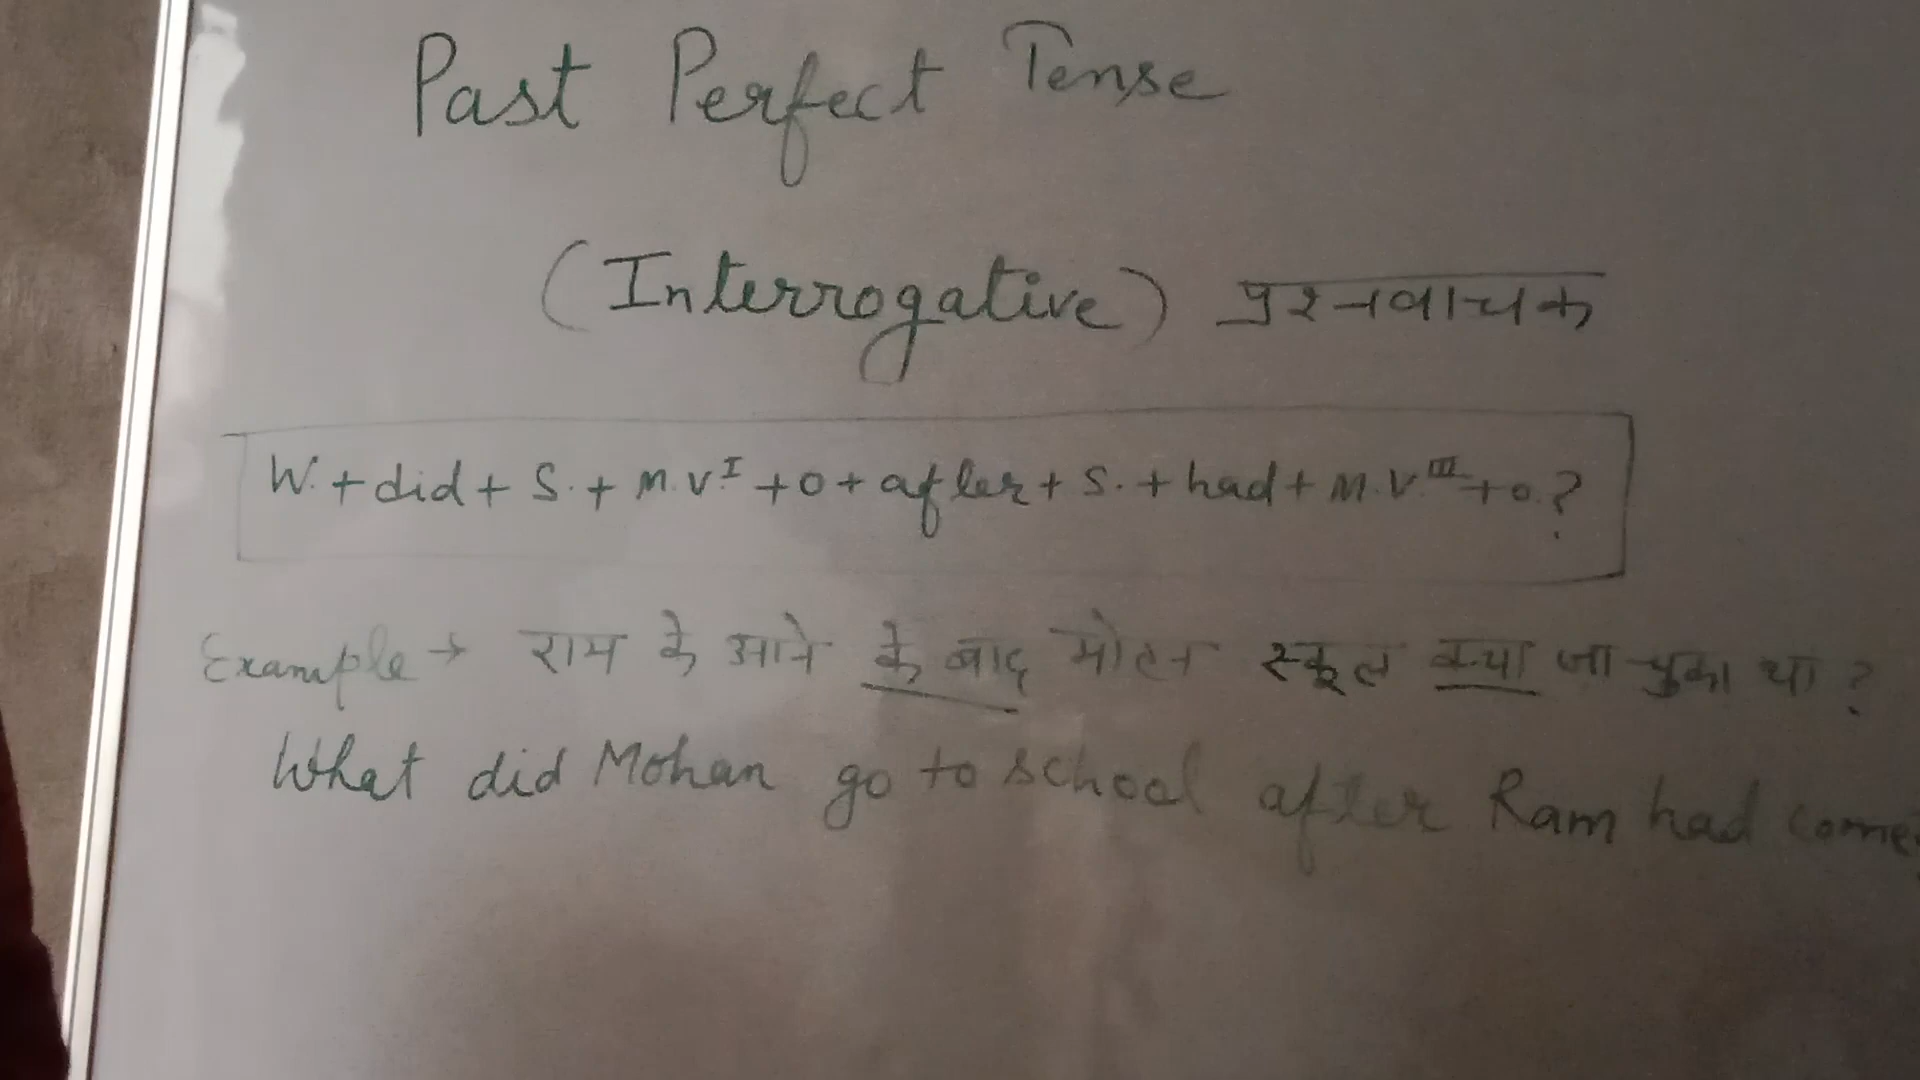 Past Perfect Tense
(Interrogative) प्रश्नवाचक
W. + did + S. + M.V.I + O + after + S. + had + M.V.III + O.?
Example → राम के आने के बाद मोहन स्कूल क्या जा चुका था ?
What did Mohan go to school after Ram had come?